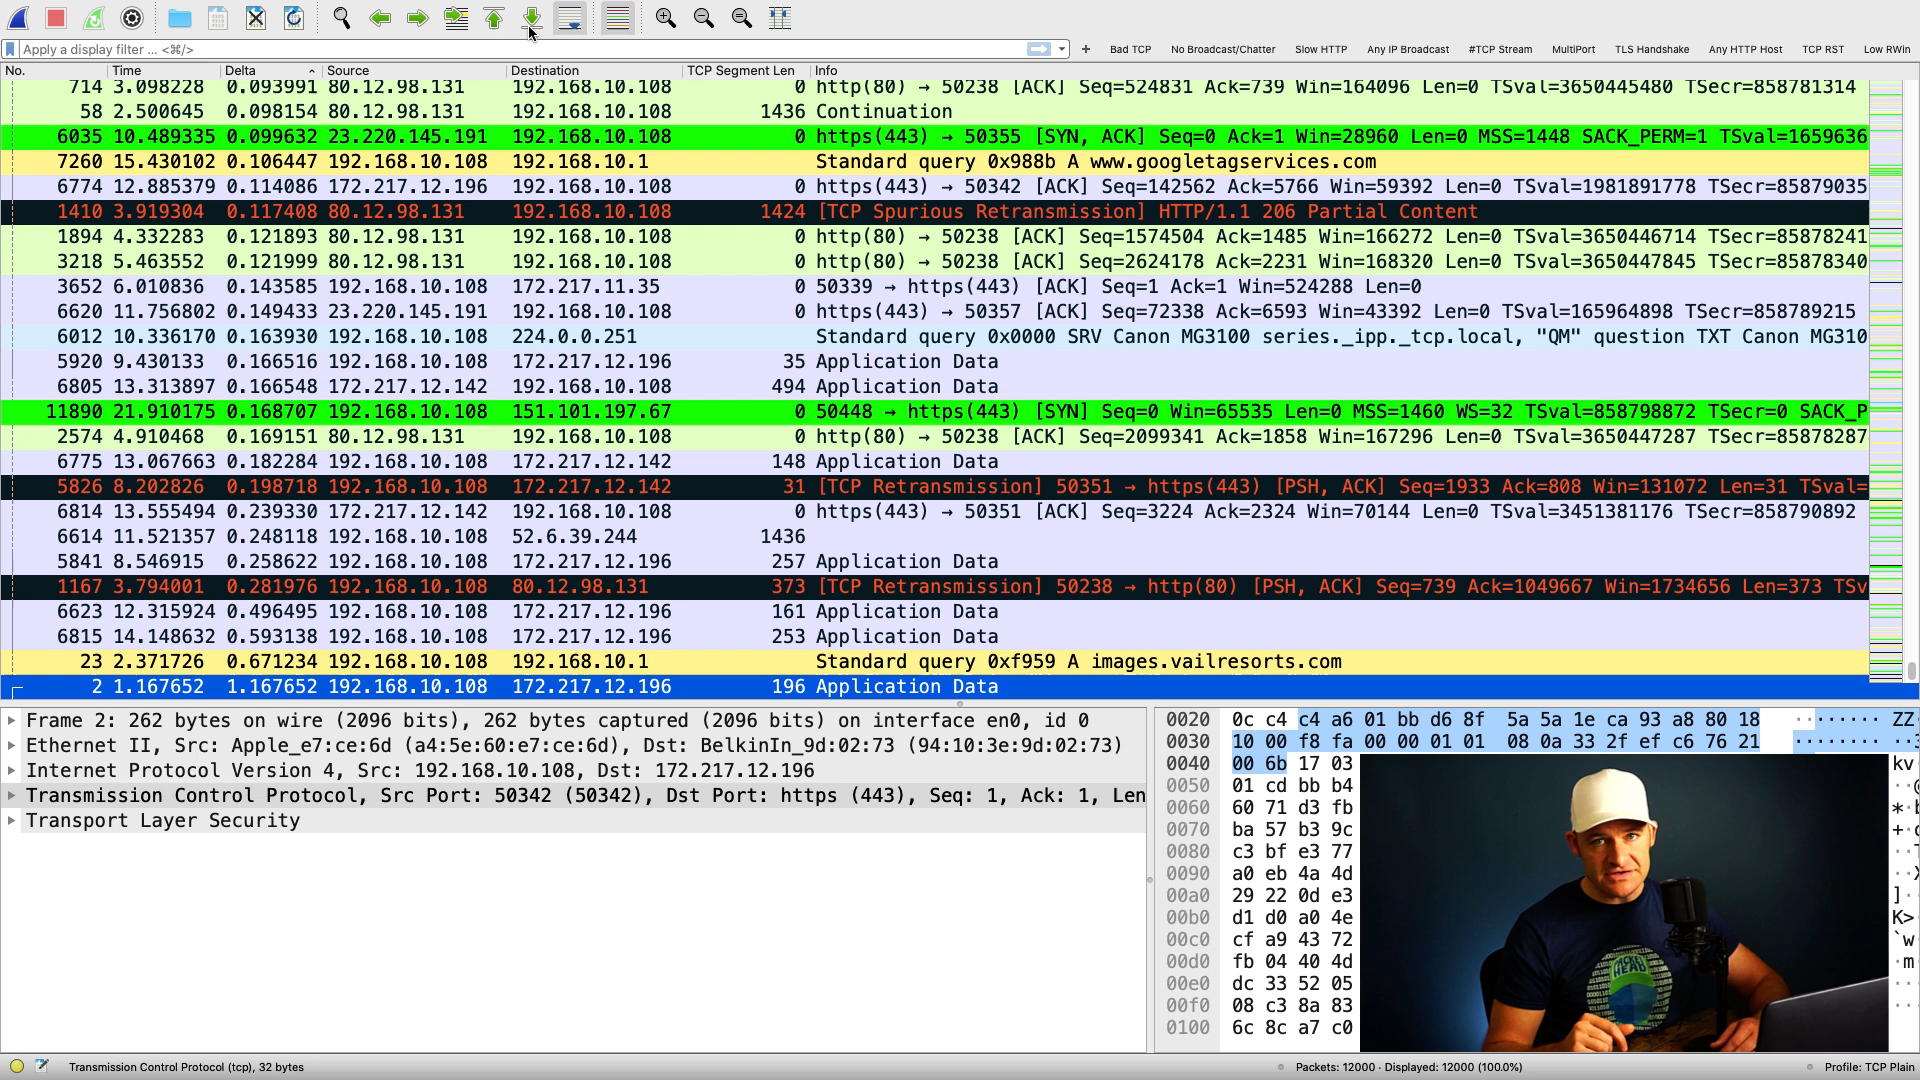 Apply a display filter ... <⌘/>
+ Bad TCP No Broadcast/Chatter Slow HTTP Any IP Broadcast #TCP Stream MultiPort TLS Handshake Any HTTP Host TCP RST Low RWin
No. Time Delta Source Destination TCP Segment Len Info
714 3.098228 0.093991 80.12.98.131 192.168.10.108 0 http(80) → 50238 [ACK] Seq=524831 Ack=739 Win=164096 Len=0 TSval=3650445480 TSecr=858781314
58 2.500645 0.098154 80.12.98.131 192.168.10.108 1436 Continuation
6035 10.489335 0.099632 23.220.145.191 192.168.10.108 0 https(443) → 50355 [SYN, ACK] Seq=0 Ack=1 Win=28960 Len=0 MSS=1448 SACK_PERM=1 TSval=1659636
7260 15.430102 0.106447 192.168.10.108 192.168.10.1 Standard query 0x988b A www.googletagservices.com
6774 12.885379 0.114086 172.217.12.196 192.168.10.108 0 https(443) → 50342 [ACK] Seq=142562 Ack=5766 Win=59392 Len=0 TSval=1981891778 TSecr=85879035
1410 3.919304 0.117408 80.12.98.131 192.168.10.108 1424 [TCP Spurious Retransmission] HTTP/1.1 206 Partial Content
1894 4.332283 0.121893 80.12.98.131 192.168.10.108 0 http(80) → 50238 [ACK] Seq=1574504 Ack=1485 Win=166272 Len=0 TSval=3650446714 TSecr=85878241
3218 5.463552 0.121999 80.12.98.131 192.168.10.108 0 http(80) → 50238 [ACK] Seq=2624178 Ack=2231 Win=168320 Len=0 TSval=3650447845 TSecr=85878340
3652 6.010836 0.143585 192.168.10.108 172.217.11.35 0 50339 → https(443) [ACK] Seq=1 Ack=1 Win=524288 Len=0
6620 11.756802 0.149433 23.220.145.191 192.168.10.108 0 https(443) → 50357 [ACK] Seq=72338 Ack=6593 Win=43392 Len=0 TSval=165964898 TSecr=858789215
6012 10.336170 0.163930 192.168.10.108 224.0.0.251 Standard query 0x0000 SRV Canon MG3100 series._ipp._tcp.local, "QM" question TXT Canon MG310
5920 9.430133 0.166516 192.168.10.108 172.217.12.196 35 Application Data
6805 13.313897 0.166548 172.217.12.142 192.168.10.108 494 Application Data
11890 21.910175 0.168707 192.168.10.108 151.101.197.67 0 50448 → https(443) [SYN] Seq=0 Win=65535 Len=0 MSS=1460 WS=32 TSval=858798872 TSecr=0 SACK_P
2574 4.910468 0.169151 80.12.98.131 192.168.10.108 0 http(80) → 50238 [ACK] Seq=2099341 Ack=1858 Win=167296 Len=0 TSval=3650447287 TSecr=85878287
6775 13.067663 0.182284 192.168.10.108 172.217.12.142 148 Application Data
5826 8.202826 0.198718 192.168.10.108 172.217.12.142 31 [TCP Retransmission] 50351 → https(443) [PSH, ACK] Seq=1933 Ack=808 Win=131072 Len=31 TSval=
6814 13.555494 0.239330 172.217.12.142 192.168.10.108 0 https(443) → 50351 [ACK] Seq=3224 Ack=2324 Win=70144 Len=0 TSval=3451381176 TSecr=858790892
6614 11.521357 0.248118 192.168.10.108 52.6.39.244 1436
5841 8.546915 0.258622 192.168.10.108 172.217.12.196 257 Application Data
1167 3.794001 0.281976 192.168.10.108 80.12.98.131 373 [TCP Retransmission] 50238 → http(80) [PSH, ACK] Seq=739 Ack=1049667 Win=1734656 Len=373 TSv
6623 12.315924 0.496495 192.168.10.108 172.217.12.196 161 Application Data
6815 14.148632 0.593138 192.168.10.108 172.217.12.196 253 Application Data
23 2.371726 0.671234 192.168.10.108 192.168.10.1 Standard query 0xf959 A images.vailresorts.com
2 1.167652 1.167652 192.168.10.108 172.217.12.196 196 Application Data
Frame 2: 262 bytes on wire (2096 bits), 262 bytes captured (2096 bits) on interface en0, id 0
Ethernet II, Src: Apple_e7:ce:6d (a4:5e:60:e7:ce:6d), Dst: BelkinIn_9d:02:73 (94:10:3e:9d:02:73)
Internet Protocol Version 4, Src: 192.168.10.108, Dst: 172.217.12.196
Transmission Control Protocol, Src Port: 50342 (50342), Dst Port: https (443), Seq: 1, Ack: 1, Len
Transport Layer Security
0020 0c c4 c4 a6 01 bb d6 8f 5a 5a 1e ca 93 a8 80 18 ········ ZZ
0030 10 00 f8 fa 00 00 01 01 08 0a 33 2f ef c6 76 21 ········ ·3
0040 00 6b 17 03 kv
0050 01 cd bb b4
0060 60 71 d3 fb
0070 ba 57 b3 9c
0080 c3 bf e3 77
0090 a0 eb 4a 4d
00a0 29 22 0d e3
00b0 d1 d0 a0 4e K>
00c0 cf a9 43 72 `w
00d0 fb 04 40 4d ·m
00e0 dc 33 52 05
00f0 08 c3 8a 83
0100 6c 8c a7 c0
Transmission Control Protocol (tcp), 32 bytes
Packets: 12000 · Displayed: 12000 (100.0%)
Profile: TCP Plain